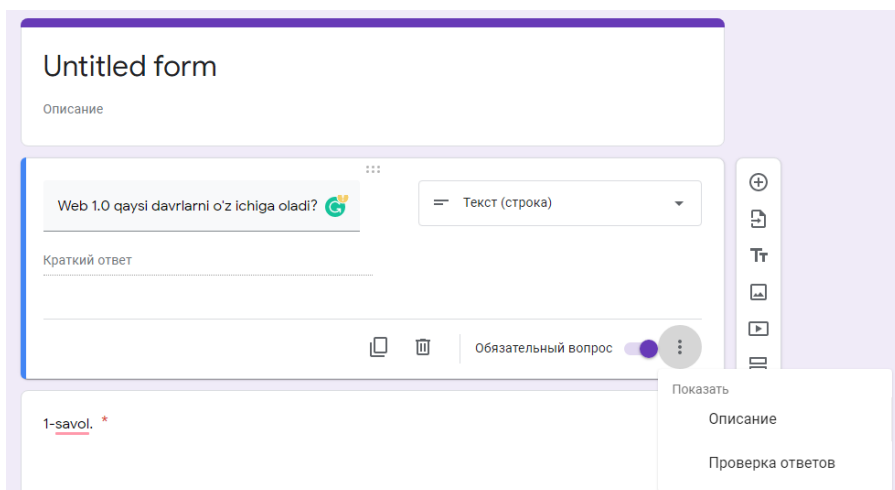 Untitled form
Описание
Web 1.0 qaysi davrlarni o'z ichiga oladi?
Текст (строка)
Краткий ответ
Tт
Обязательный вопрос
Показать
1-savol. *
Описание
Проверка ответов